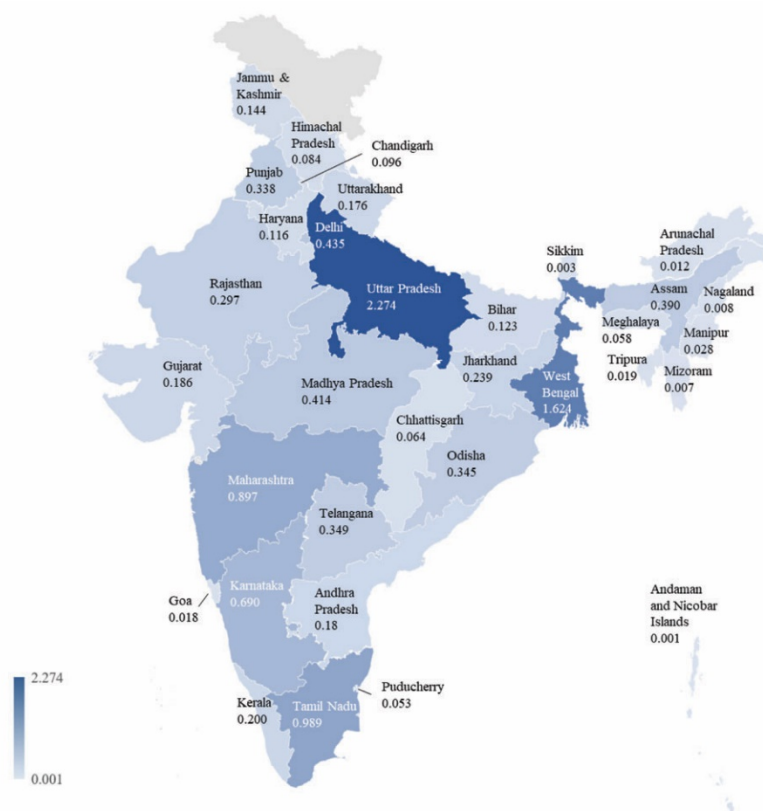 Jammu &
Kashmir
0.144
Himachal
Pradesh
0.084
Chandigarh
0.096
Punjab
0.338
Uttarakhand
0.176
Haryana
0.116
Delhi
0.435
Sikkim
0.003
Arunachal
Pradesh
0.012
Rajasthan
0.297
Uttar Pradesh
2.274
Assam
0.390
Nagaland
0.008
Bihar
0.123
Meghalaya
0.058
Manipur
0.028
Gujarat
0.186
Jharkhand
0.239
Tripura
0.019
Mizoram
0.007
Madhya Pradesh
0.414
West
Bengal
1.624
Chhattisgarh
0.064
Odisha
0.345
Maharashtra
0.897
Telangana
0.349
Goa
0.018
Karnataka
0.690
Andhra
Pradesh
0.18
Andaman
and Nicobar
Islands
0.001
Kerala
0.200
Tamil Nadu
0.989
Puducherry
0.053
2.274
0.001